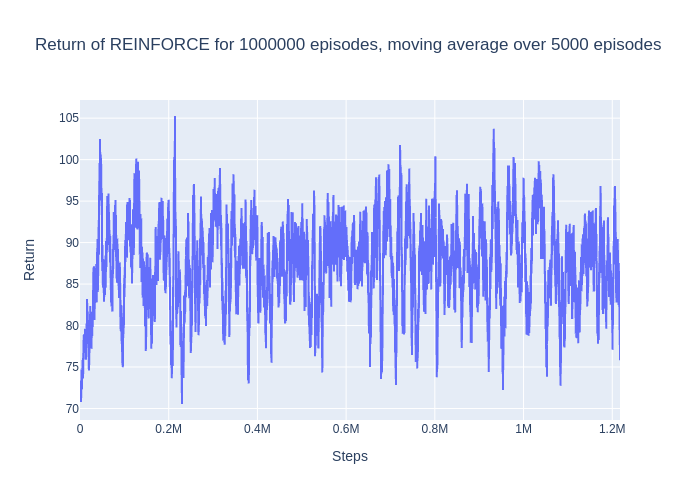 Return of REINFORCE for 1000000 episodes, moving average over 5000 episodes
105
100
95
90
85
80
75
70
Return
0
0.2M
0.4M
0.6M
0.8M
1M
1.2M
Steps